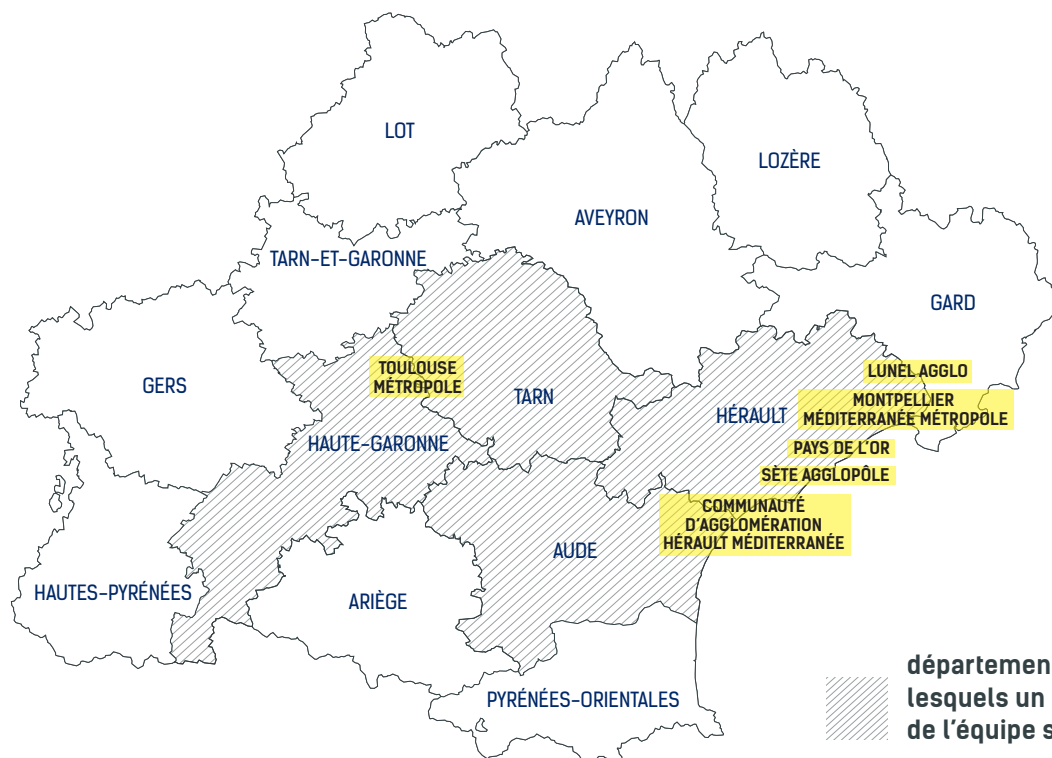 LOT
LOZÈRE
AVEYRON
TARN-ET-GARONNE
GARD
TOULOUSE
MÉTROPOLE
LUNEL AGGLO
GERS
TARN
MONTPELLIER
MÉDITERRANÉE MÉTROPOLE
HÉRAULT
HAUTE-GARONNE
PAYS DE L'OR
SÈTE AGGLOPÔLE
COMMUNAUTÉ
D'AGGLOMÉRATION
HÉRAULT MÉDITERRANÉE
AUDE
HAUTES-PYRÉNÉES
ARIÈGE
PYRÉNÉES-ORIENTALES
départemen
lesquels un
de l'équipe s